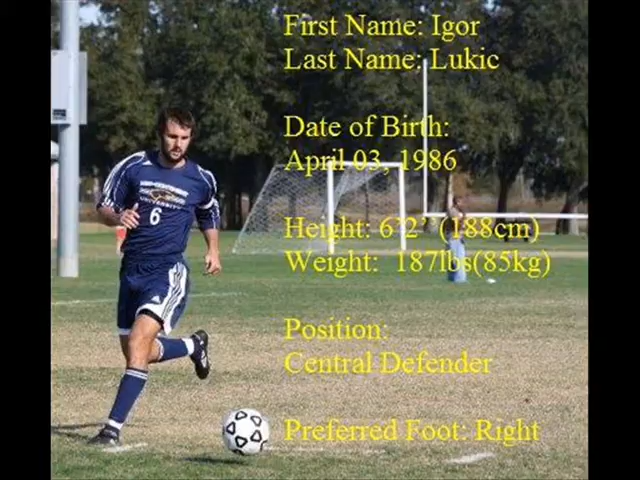 First Name: Igor
Last Name: Lukic
Date of Birth:
April 03, 1986
Height: 6'2'' (188cm)
Weight:  187lbs(85kg)
Position:
Central Defender
Preferred Foot: Right
UNIVERSITY
6